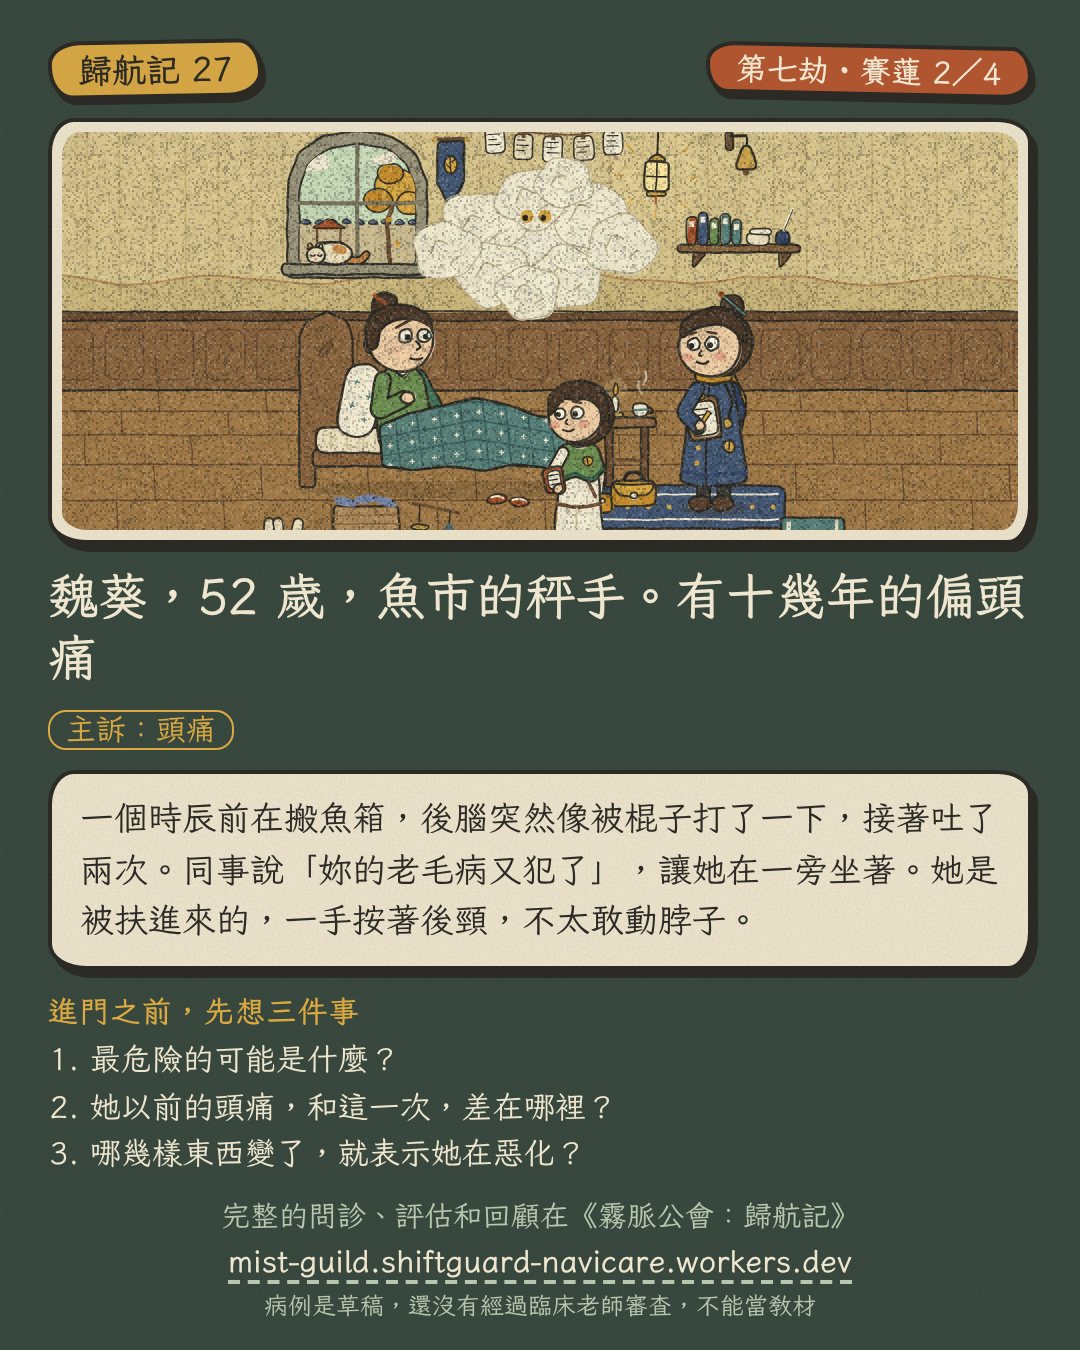 歸航記 27
第七劫・賽蓮 2／4
魏葵，52 歲，魚市的秤手。有十幾年的偏頭
痛
主訴：頭痛
一個時辰前在搬魚箱，後腦突然像被棍子打了一下，接著吐了
兩次。同事說「妳的老毛病又犯了」，讓她在一旁坐著。她是
被扶進來的，一手按著後頸，不太敢動脖子。
進門之前，先想三件事
1. 最危險的可能是什麼？
2. 她以前的頭痛，和這一次，差在哪裡？
3. 哪幾樣東西變了，就表示她在惡化？
完整的問診、評估和回顧在《霧脈公會：歸航記》
mist-guild.shiftguard-navicare.workers.dev
病例是草稿，還沒有經過臨床老師審查，不能當教材